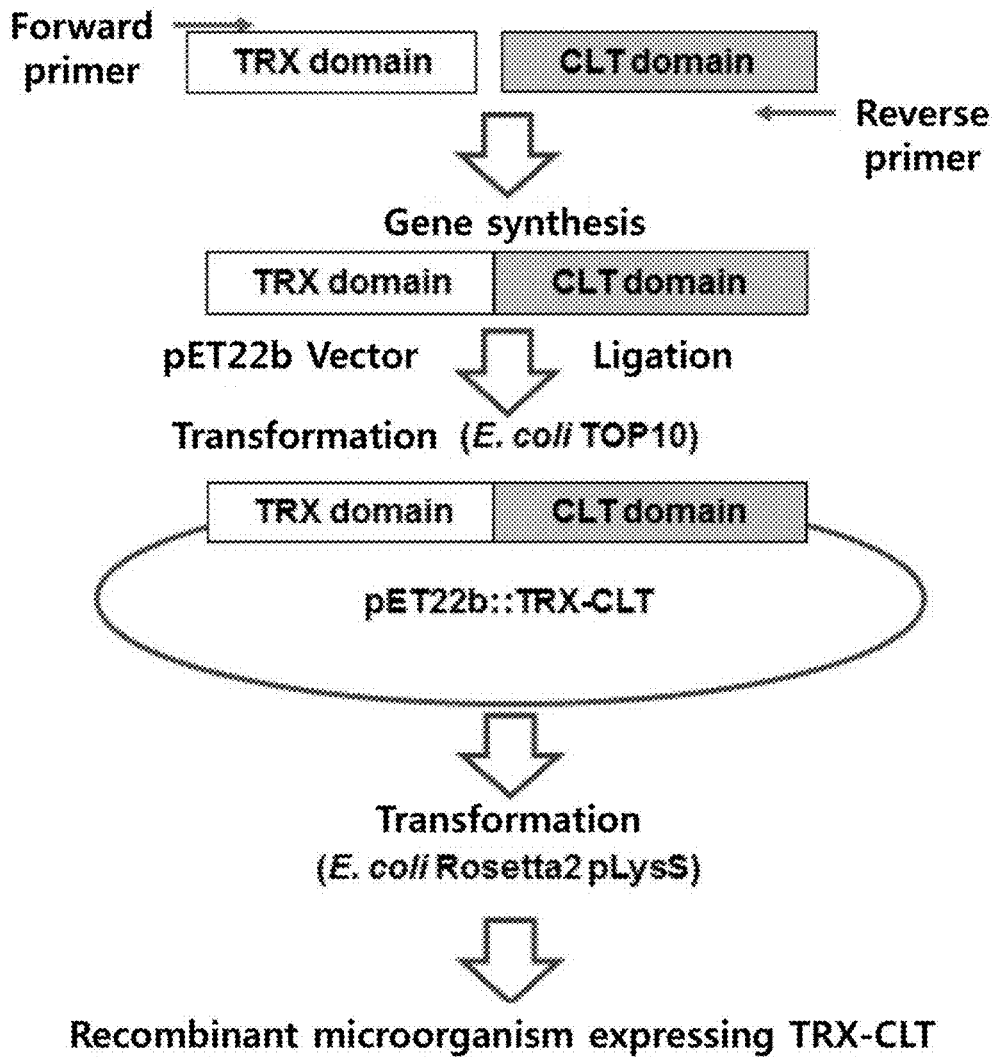 Forward primer
TRX domain
CLT domain
Reverse primer
Gene synthesis
TRX domain
CLT domain
pET22b Vector
Ligation
Transformation (E. coli TOP10)
TRX domain
CLT domain
pET22b::TRX-CLT
Transformation
(E. coli Rosetta2 pLysS)
Recombinant microorganism expressing TRX-CLT